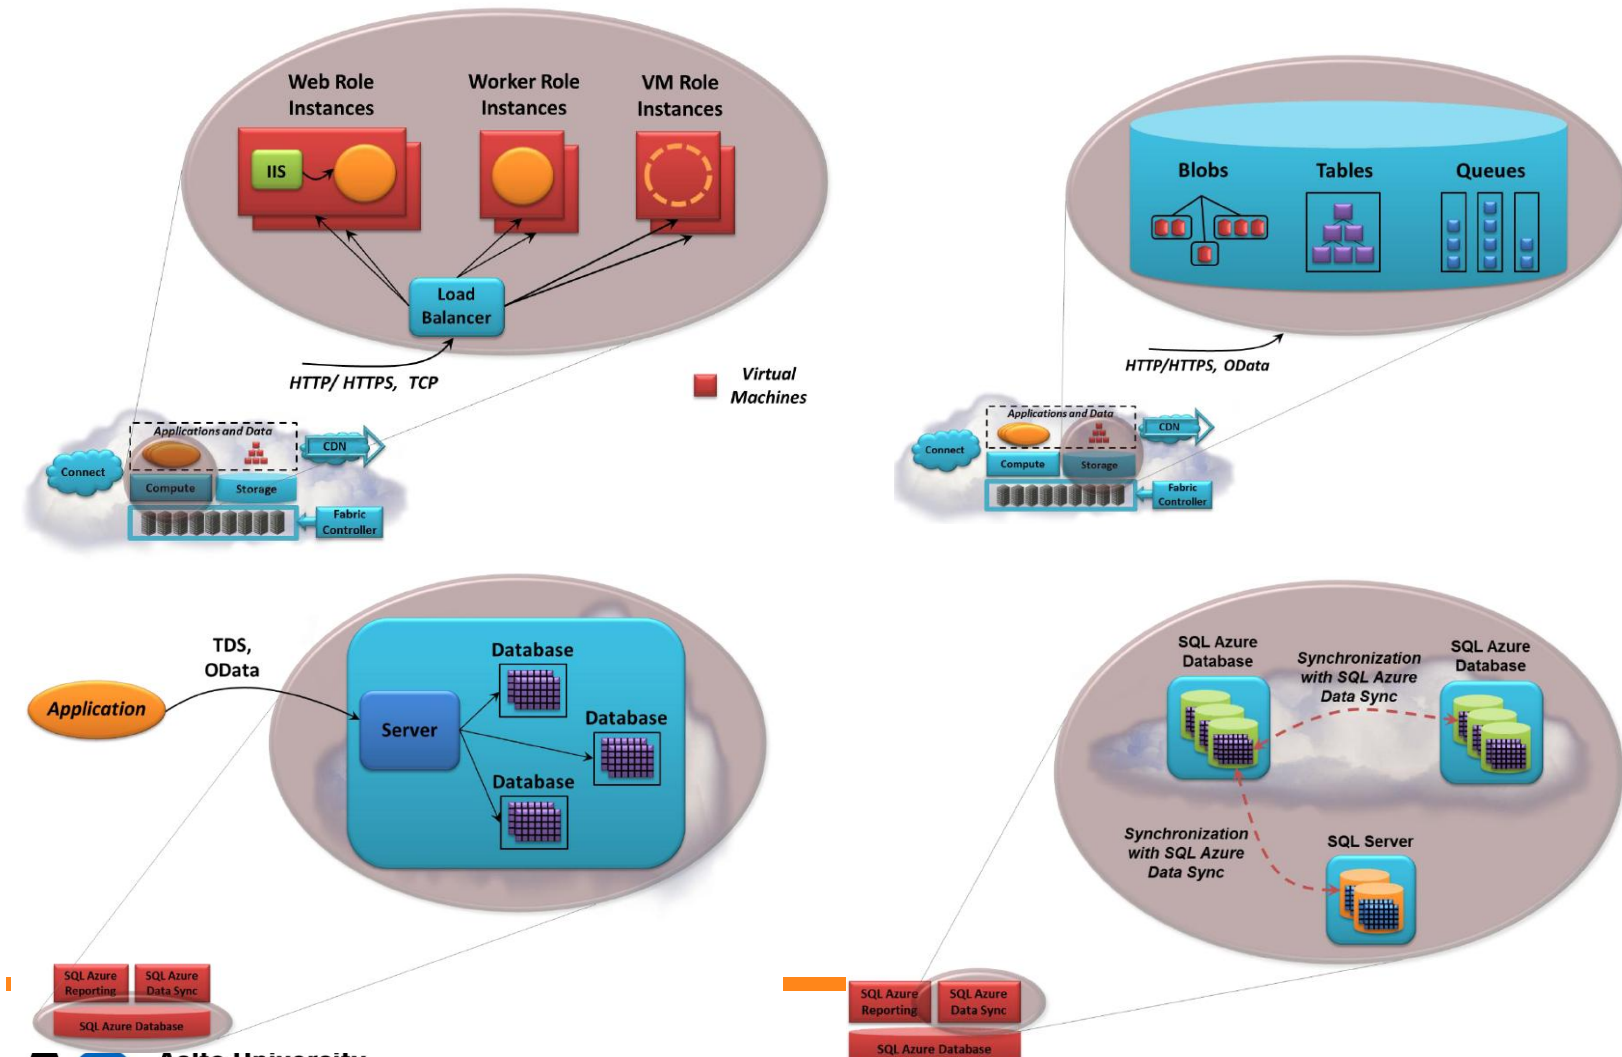 Web Role
Instances
Worker Role
Instances
VM Role
Instances
IIS
Load
Balancer
HTTP/ HTTPS, TCP
Virtual
Machines
Applications and Data
CDN
Connect
Compute
Storage
Fabric
Controller
Blobs
Tables
Queues
HTTP/HTTPS, OData
Applications and Data
CDN
Connect
Compute
Storage
Fabric
Controller
TDS,
OData
Application
Server
Database
Database
Database
SQL Azure
Reporting
SQL Azure
Data Sync
SQL Azure Database
SQL Azure
Database
Synchronization
with SQL Azure
Data Sync
SQL Azure
Database
Synchronization
with SQL Azure
Data Sync
SQL Server
SQL Azure
Reporting
SQL Azure
Data Sync
SQL Azure Database
Aalto University